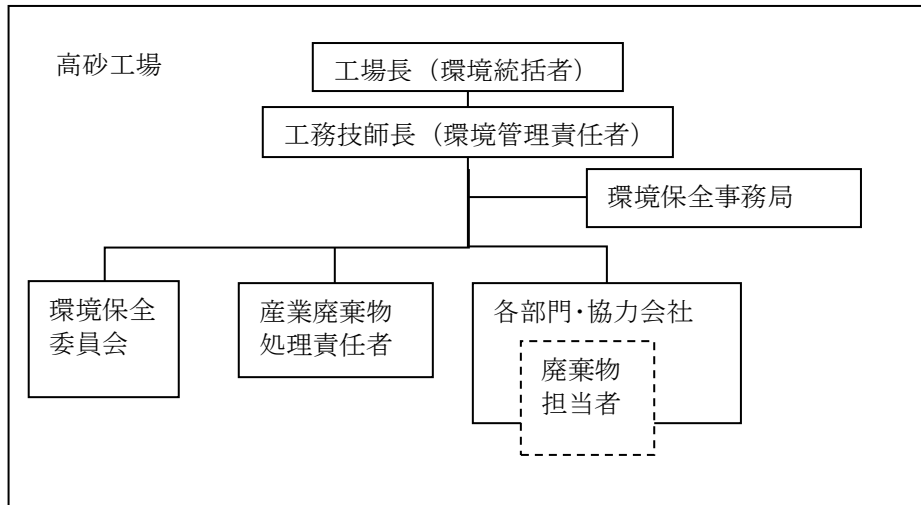 高砂工場
工場長（環境統括者）
工務技師長（環境管理責任者）
環境保全事務局
環境保全
委員会
産業廃棄物
処理責任者
各部門・協力会社
廃棄物
担当者